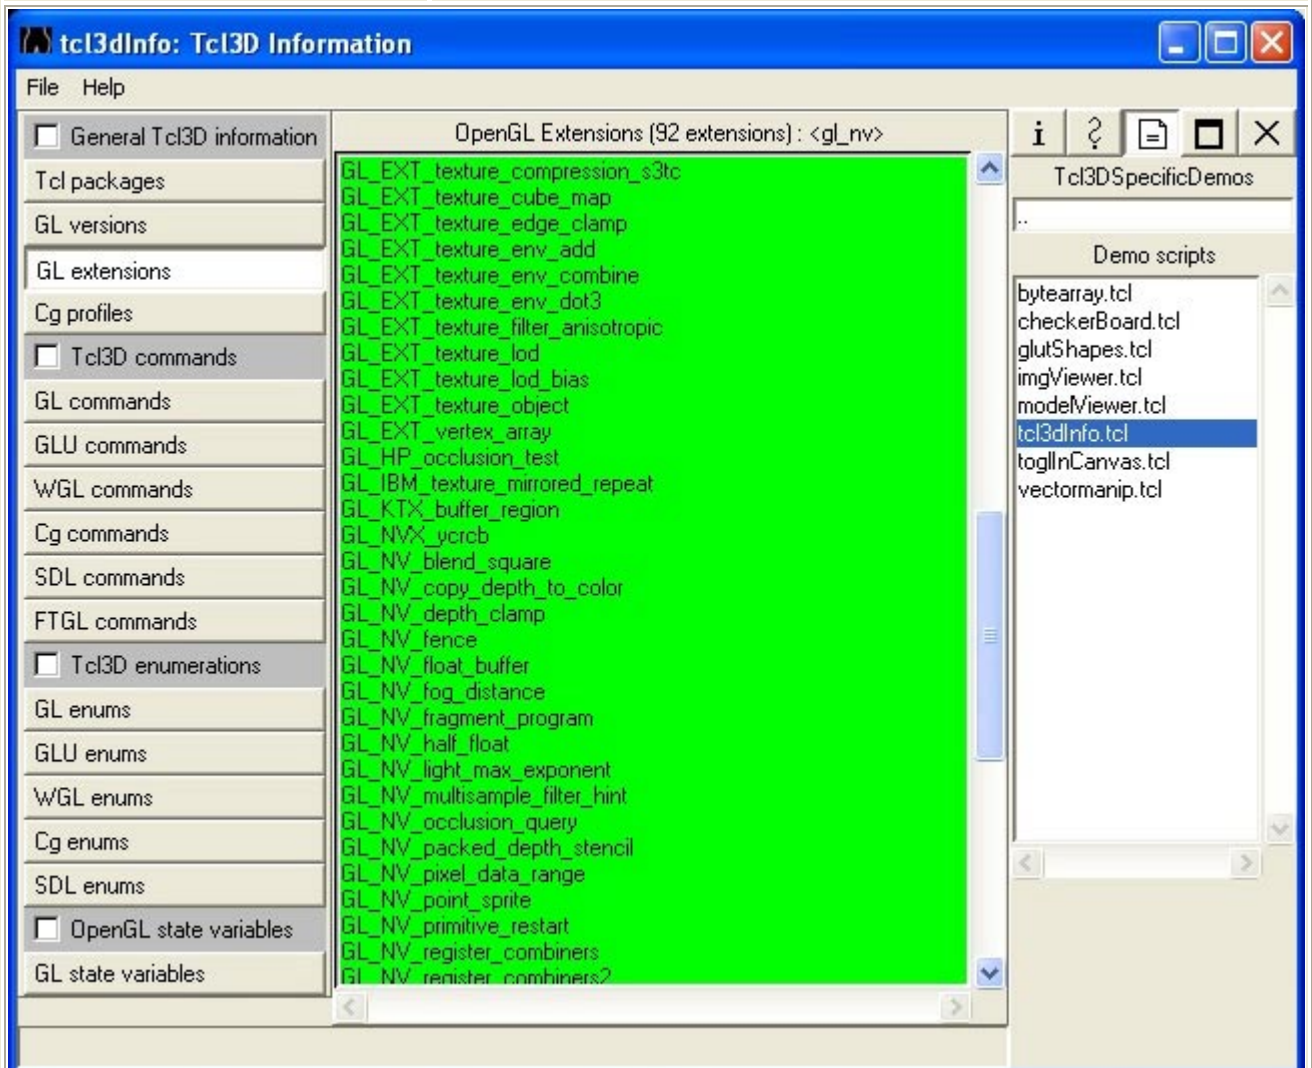 tcl3dInfo: Tcl3D Information
File Help
General Tcl3D information
Tcl packages
GL versions
GL extensions
Cg profiles
Tcl3D commands
GL commands
GLU commands
WGL commands
Cg commands
SDL commands
FTGL commands
Tcl3D enumerations
GL enums
GLU enums
WGL enums
Cg enums
SDL enums
OpenGL state variables
GL state variables
OpenGL Extensions (92 extensions) : <gl_nv>
GL_EXT_texture_compression_s3tc
GL_EXT_texture_cube_map
GL_EXT_texture_edge_clamp
GL_EXT_texture_env_add
GL_EXT_texture_env_combine
GL_EXT_texture_env_dot3
GL_EXT_texture_filter_anisotropic
GL_EXT_texture_lod
GL_EXT_texture_lod_bias
GL_EXT_texture_object
GL_EXT_vertex_array
GL_HP_occlusion_test
GL_IBM_texture_mirrored_repeat
GL_KTX_buffer_region
GL_NVX_ycrcb
GL_NV_blend_square
GL_NV_copy_depth_to_color
GL_NV_depth_clamp
GL_NV_fence
GL_NV_float_buffer
GL_NV_fog_distance
GL_NV_fragment_program
GL_NV_half_float
GL_NV_light_max_exponent
GL_NV_multisample_filter_hint
GL_NV_occlusion_query
GL_NV_packed_depth_stencil
GL_NV_pixel_data_range
GL_NV_point_sprite
GL_NV_primitive_restart
GL_NV_register_combiners
GL_NV_register_combiners2
i ?
Tcl3DSpecificDemos
..
Demo scripts
bytearray.tcl
checkerBoard.tcl
glutShapes.tcl
imgViewer.tcl
modelViewer.tcl
tcl3dInfo.tcl
toglInCanvas.tcl
vectormanip.tcl